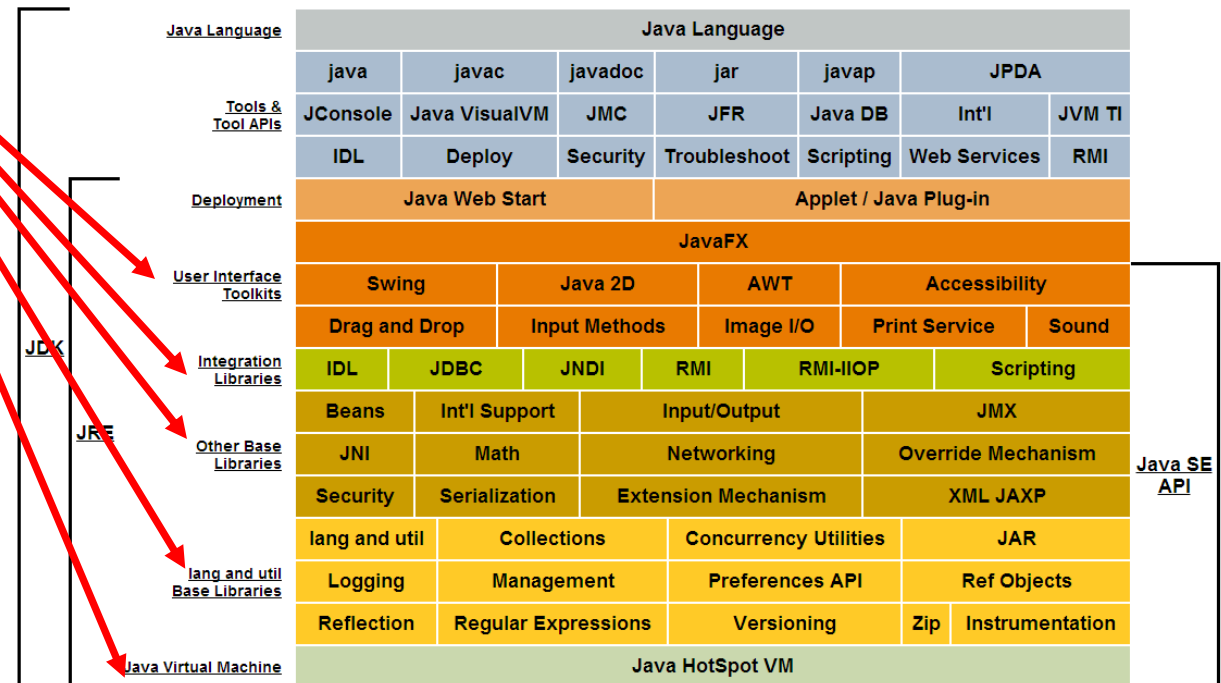 Java Language
Java Language
java javac javadoc jar javap JPDA
Tools &
Tool APIs
JConsole Java VisualVM JMC JFR Java DB Int'l JVM TI
IDL Deploy Security Troubleshoot Scripting Web Services RMI
Deployment
Java Web Start Applet / Java Plug-in
JavaFX
User Interface
Toolkits
Swing Java 2D AWT Accessibility
Drag and Drop Input Methods Image I/O Print Service Sound
JDK
Integration
Libraries
IDL JDBC JNDI RMI RMI-IIOP Scripting
Beans Int'l Support Input/Output JMX
JRE
Other Base
Libraries
JNI Math Networking Override Mechanism
Java SE
API
Security Serialization Extension Mechanism XML JAXP
lang and util Collections Concurrency Utilities JAR
lang and util
Base Libraries
Logging Management Preferences API Ref Objects
Reflection Regular Expressions Versioning Zip Instrumentation
Java Virtual Machine
Java HotSpot VM